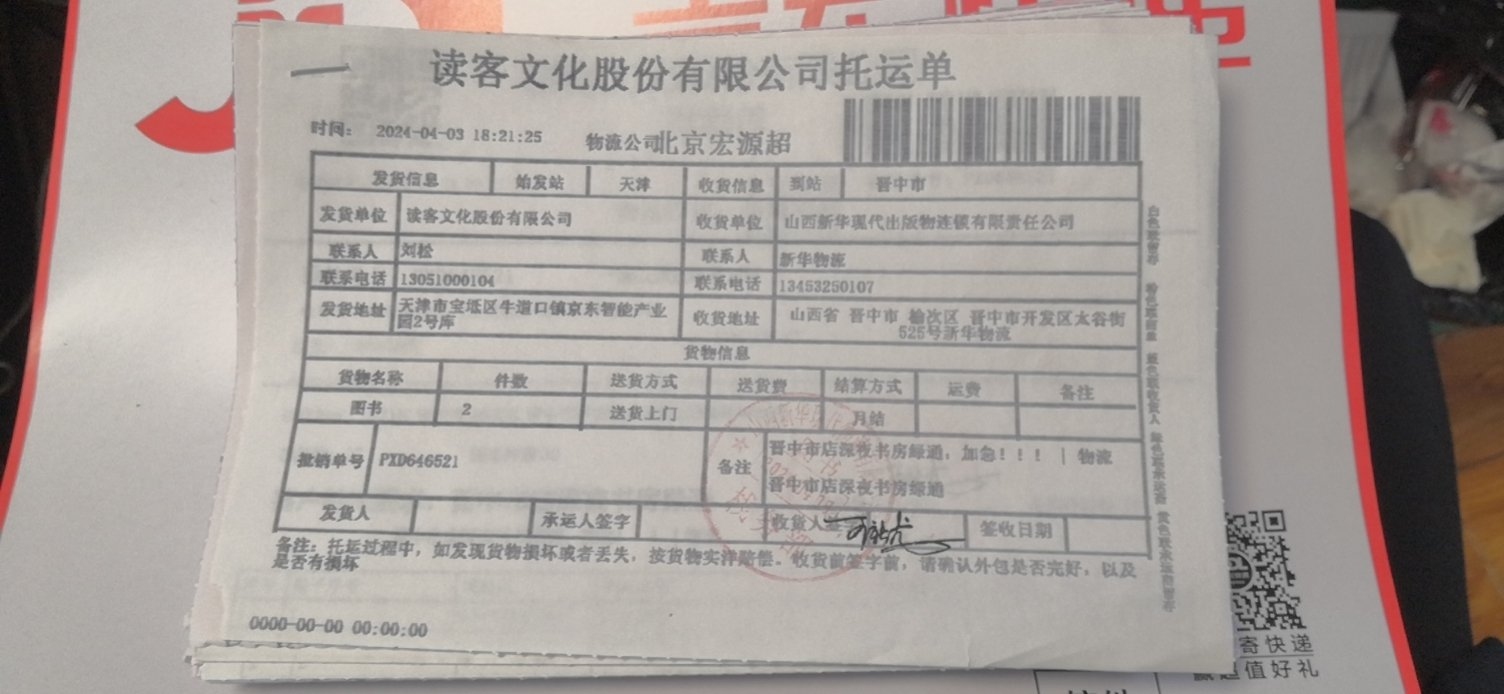 读客文化股份有限公司托运单
时间： 2024-04-03 18:21:25 物流公司北京宏源超
发货信息 始发站 天津 收货信息 到站 晋中市
发货单位 读客文化股份有限公司 收货单位 山西新华现代出版物连锁有限责任公司
联系人 刘松 联系人 新华物流
联系电话 13051000104 联系电话 13453250107
发货地址 天津市宝坻区牛道口镇京东智能产业园2号库 收货地址 山西省 晋中市 榆次区 晋中市开发区太谷街525号新华物流
货物信息
货物名称 件数 送货方式 送货费 结算方式 运费 备注
图书 2 送货上门 月结
批销单号 PXD646521 备注 晋中市店深夜书房绿通，加急！！！ | 物流
晋中市店深夜书房绿通
发货人 承运人签字 收货人签字 签收日期
备注：托运过程中，如发现货物损坏或者丢失，按货物实洋赔偿。收货前签字前，请确认外包是否完好，以及
是否有损坏
0000-00-00 00:00:00
寄快递
赢超值好礼